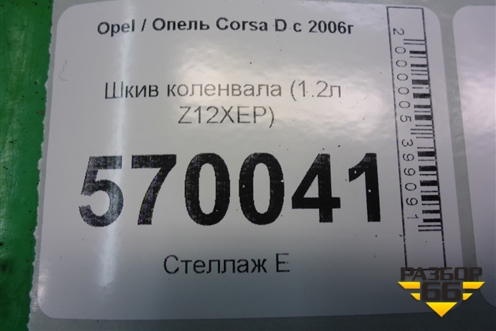 Opel / Опель Corsa D с 2006г
Шкив коленвала (1.2л
Z12XEP)
570041
Стеллаж Е
2000005399091
РАЗБОР
66